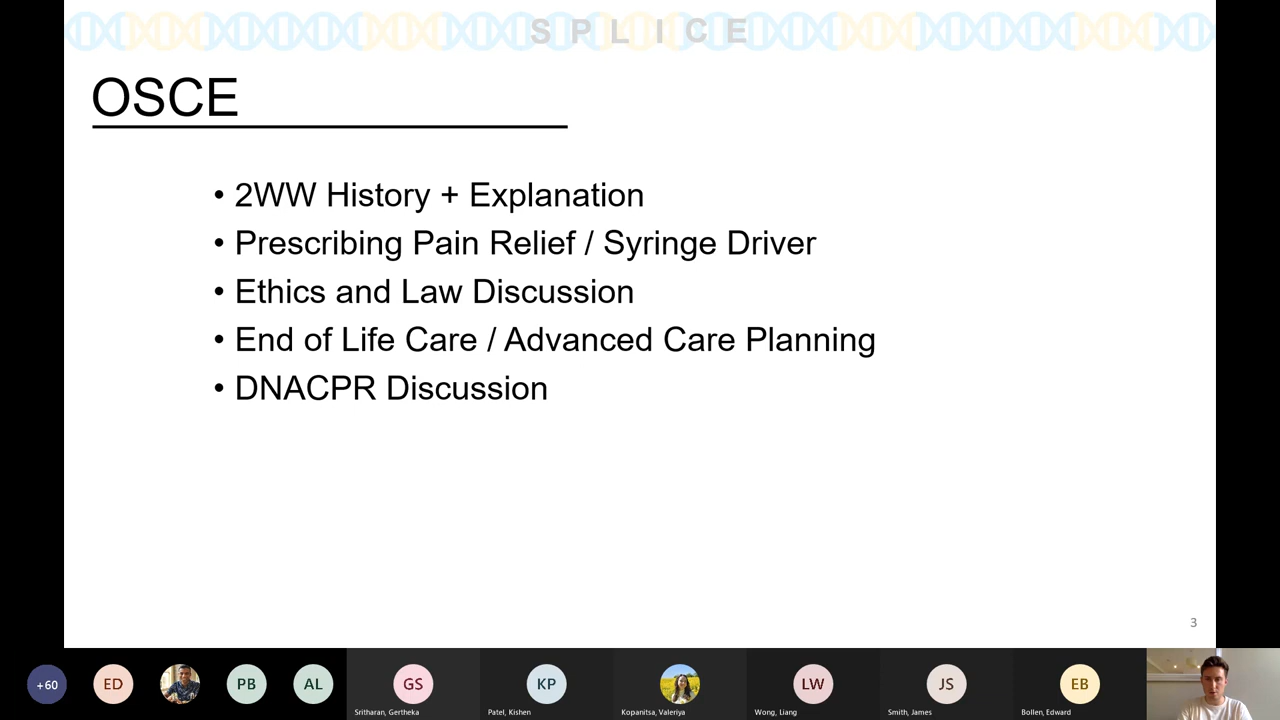 S P L I C E
OSCE
• 2WW History + Explanation
• Prescribing Pain Relief / Syringe Driver
• Ethics and Law Discussion
• End of Life Care / Advanced Care Planning
• DNACPR Discussion
3
+60
ED
PB
AL
GS
KP
LW
JS
EB
Sritharan, Gertheka
Patel, Kishen
Kopanitsa, Valeriya
Wong, Liang
Smith, James
Bollen, Edward